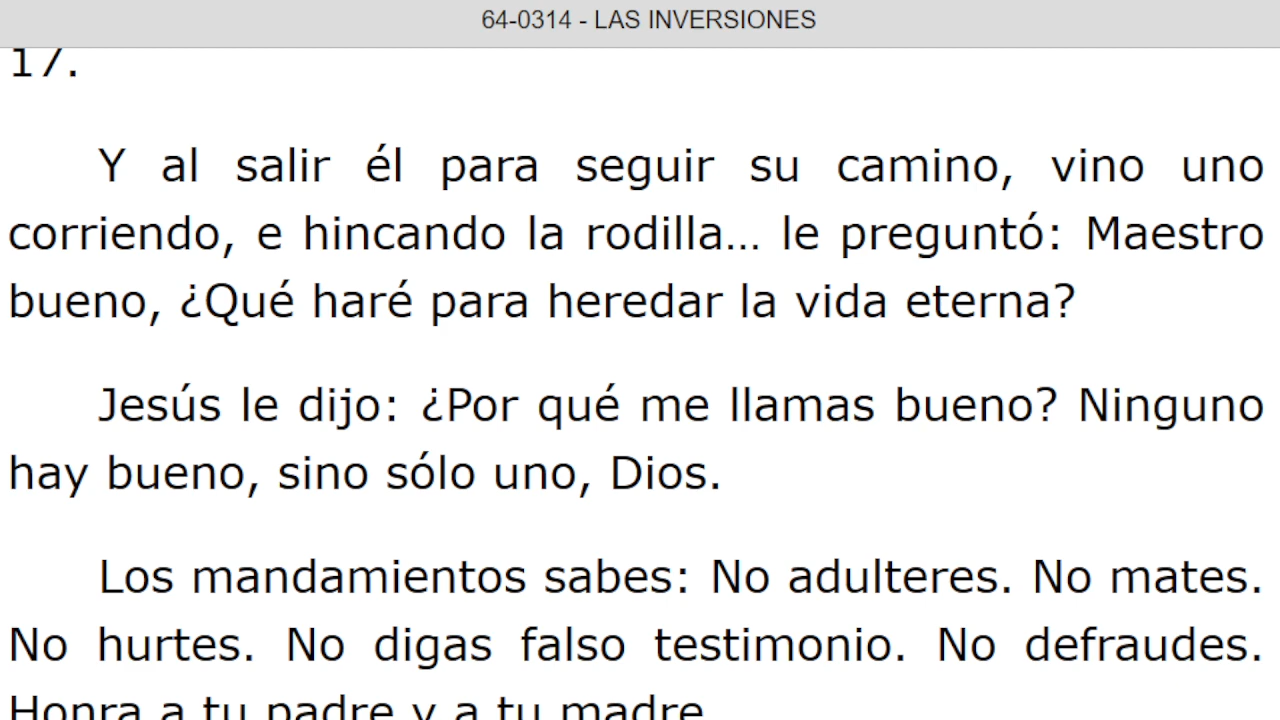 64-0314 - LAS INVERSIONES
17.
Y al salir él para seguir su camino, vino uno
corriendo, e hincando la rodilla... le preguntó: Maestro
bueno, ¿Qué haré para heredar la vida eterna?
Jesús le dijo: ¿Por qué me llamas bueno? Ninguno
hay bueno, sino sólo uno, Dios.
Los mandamientos sabes: No adulteres. No mates.
No hurtes. No digas falso testimonio. No defraudes.
Honra a tu padre y a tu madre